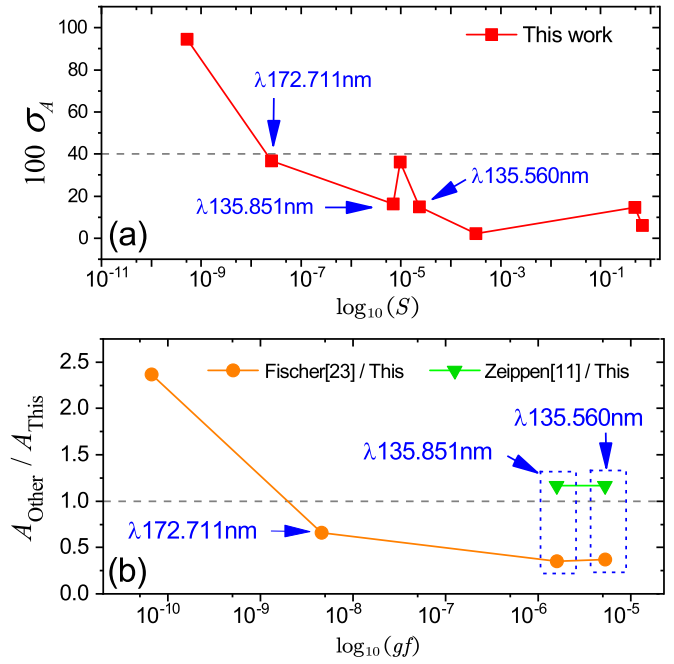 This work
100 σ_A
120
100
80
60
40
20
0
λ172.711nm
λ135.851nm
λ135.560nm
(a)
10^-11 10^-9 10^-7 10^-5 10^-3 10^-1
log₁₀(S)
Fischer[23] / This Zeippen[11] / This
A_Other / A_This
2.5
2.0
1.5
1.0
0.5
0.0
λ135.560nm
λ135.851nm
λ172.711nm
(b)
10^-10 10^-9 10^-8 10^-7 10^-6 10^-5
log₁₀(gf)